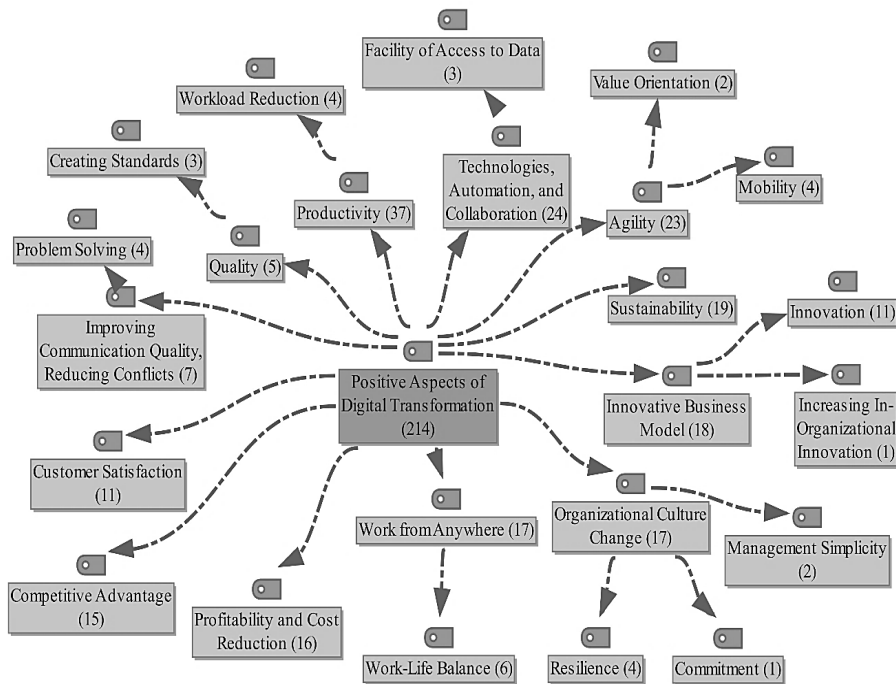 Facility of Access to Data
(3)
Value Orientation (2)
Workload Reduction (4)
Creating Standards (3)
Technologies,
Automation, and
Collaboration (24)
Mobility (4)
Productivity (37)
Agility (23)
Problem Solving (4)
Quality (5)
Sustainability (19)
Innovation (11)
Improving
Communication Quality,
Reducing Conflicts (7)
Positive Aspects of
Digital Transformation
(214)
Innovative Business
Model (18)
Increasing In-
Organizational
Innovation (1)
Customer Satisfaction
(11)
Work from Anywhere (17)
Organizational Culture
Change (17)
Management Simplicity
(2)
Competitive Advantage
(15)
Profitability and Cost
Reduction (16)
Work-Life Balance (6)
Resilience (4)
Commitment (1)